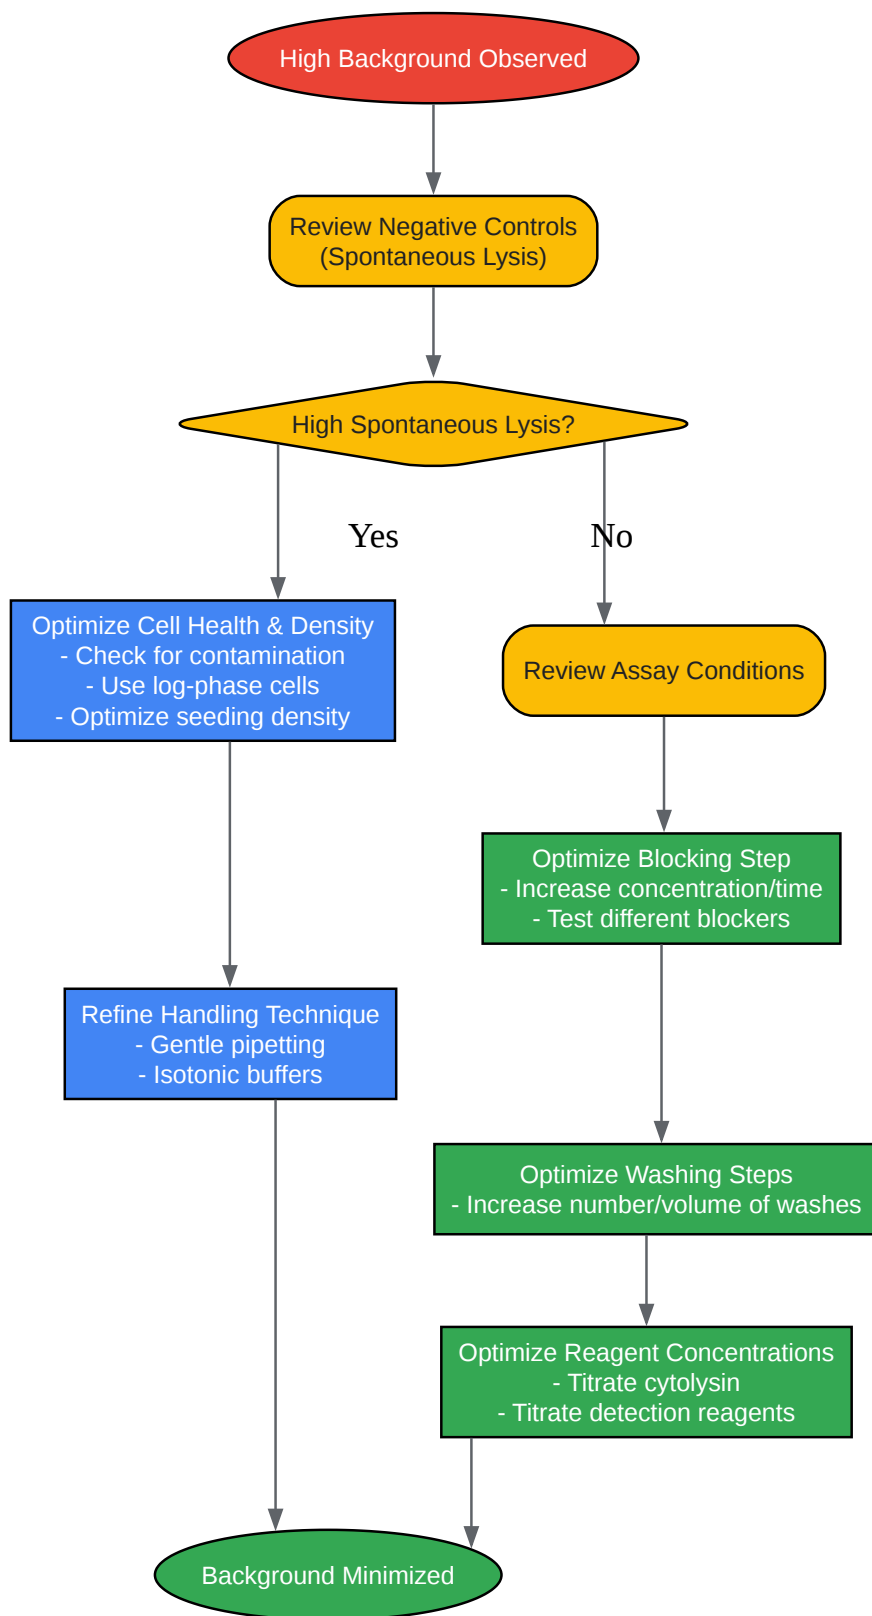 High Background Observed
Review Negative Controls
(Spontaneous Lysis)
High Spontaneous Lysis?
Yes
No
Optimize Cell Health & Density
- Check for contamination
- Use log-phase cells
- Optimize seeding density
Review Assay Conditions
Optimize Blocking Step
- Increase concentration/time
- Test different blockers
Refine Handling Technique
- Gentle pipetting
- Isotonic buffers
Optimize Washing Steps
- Increase number/volume of washes
Optimize Reagent Concentrations
- Titrate cytolysin
- Titrate detection reagents
Background Minimized